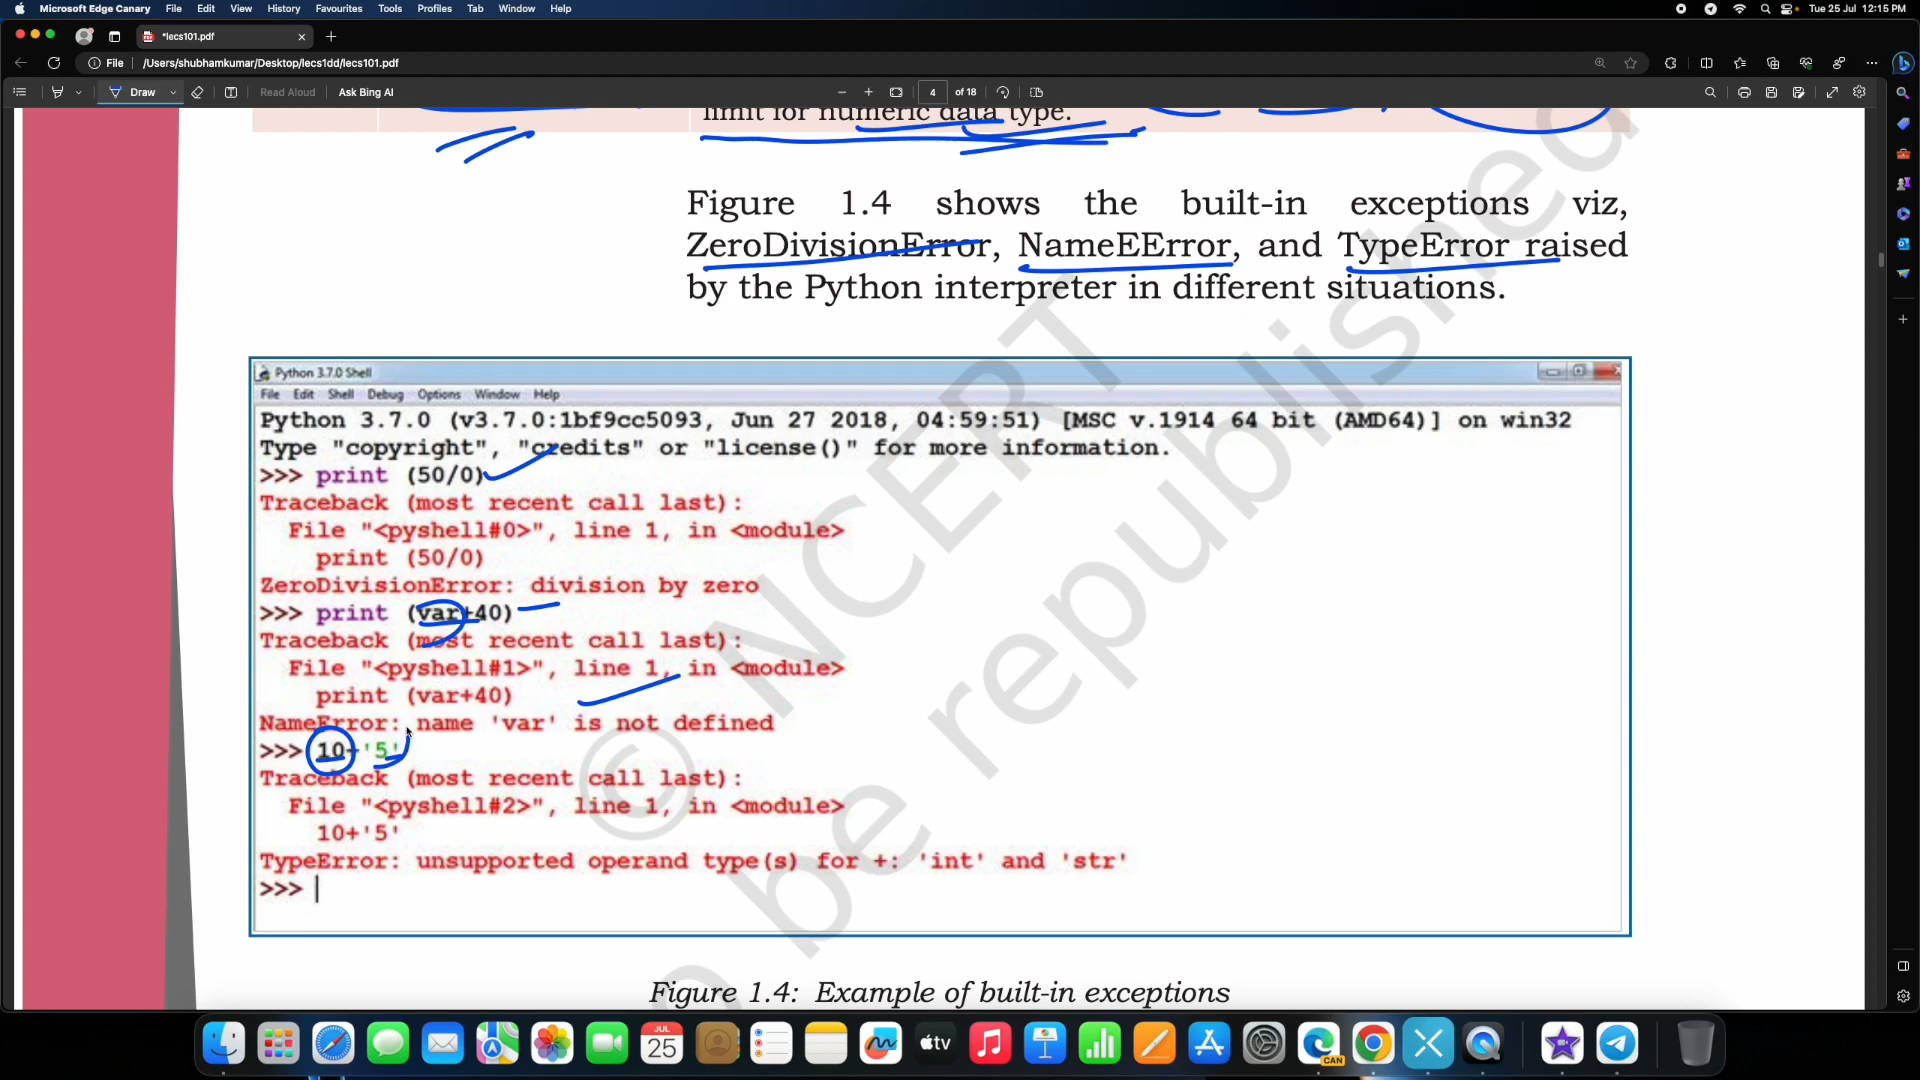 Microsoft Edge Canary File Edit View History Favourites Tools Profiles Tab Window Help Tue 25 Jul 12:15 PM
*lecs101.pdf
File /Users/shubhamkumar/Desktop/lecs1dd/lecs101.pdf
Draw Read Aloud Ask Bing AI 4 of 18
limit for numeric data type.
Figure 1.4 shows the built-in exceptions viz,
ZeroDivisionError, NameEError, and TypeError raised
by the Python interpreter in different situations.
Python 3.7.0 Shell
File Edit Shell Debug Options Window Help
Python 3.7.0 (v3.7.0:1bf9cc5093, Jun 27 2018, 04:59:51) [MSC v.1914 64 bit (AMD64)] on win32
Type "copyright", "credits" or "license()" for more information.
>>> print (50/0)
Traceback (most recent call last):
File "<pyshell#0>", line 1, in <module>
print (50/0)
ZeroDivisionError: division by zero
>>> print (var+40)
Traceback (most recent call last):
File "<pyshell#1>", line 1, in <module>
print (var+40)
NameError: name 'var' is not defined
>>> 10+'5'
Traceback (most recent call last):
File "<pyshell#2>", line 1, in <module>
10+'5'
TypeError: unsupported operand type(s) for +: 'int' and 'str'
>>>
© NCERT
be republished
Figure 1.4: Example of built-in exceptions
JUL
25
tv
CAN